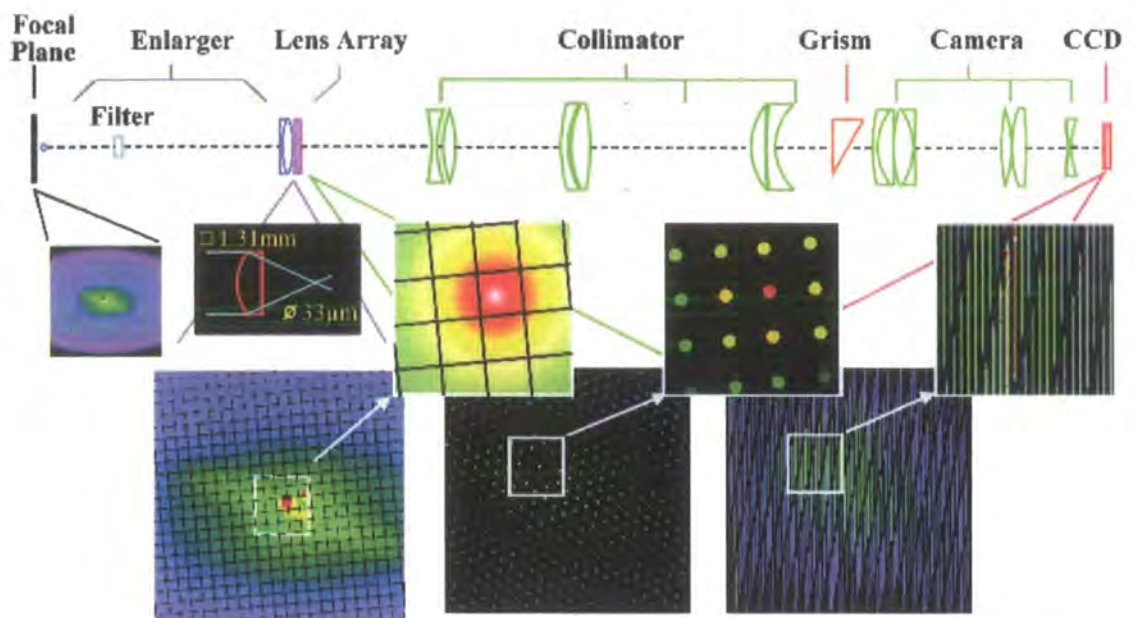 Focal
Plane
Enlarger
Lens Array
Collimator
Grism
Camera
CCD
Filter
□ 1.31mm
ø 33µm